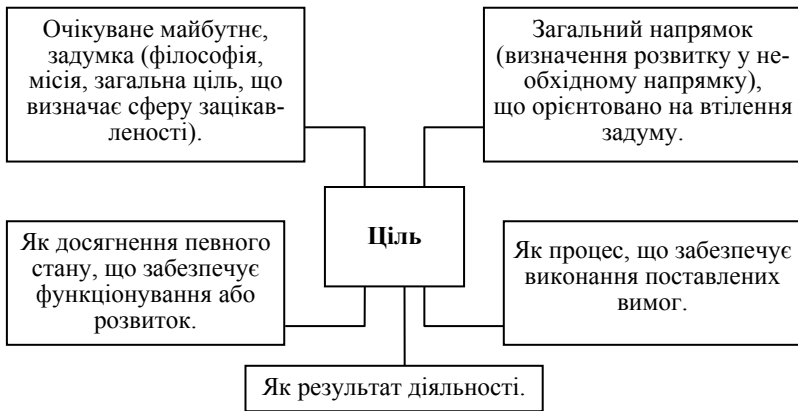 Очікуване майбутнє,
задумка (філософія,
місія, загальна ціль, що
визначає сферу зацікав-
леності).
Загальний напрямок
(визначення розвитку у не-
обхідному напрямку),
що орієнтовано на втілення
задуму.
Ціль
Як досягнення певного
стану, що забезпечує
функціонування або
розвиток.
Як процес, що забезпечує
виконання поставлених
вимог.
Як результат діяльності.